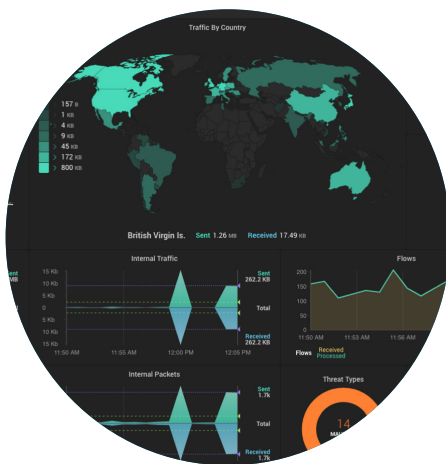 Traffic By Country
157 B
1 KB
4 KB
9 KB
45 KB
172 KB
800 KB
British Virgin Is. Sent 1.26 MB Received 17.49 KB
Internal Traffic
Flows
Sent
MB
15 Kb
10 Kb
5 Kb
0
5 Kb
10 Kb
15 Kb
Sent
262.2 KB
Total
Received
262.2 KB
11:50 AM 11:55 AM 12:00 PM 12:05 PM
200
150
100
50
0
11:50 AM 11:53 AM 11:56 AM
Flows Received
Processed
Internal Packets
Sent
1.7k
Total
Received
1.7k
Threat Types
14